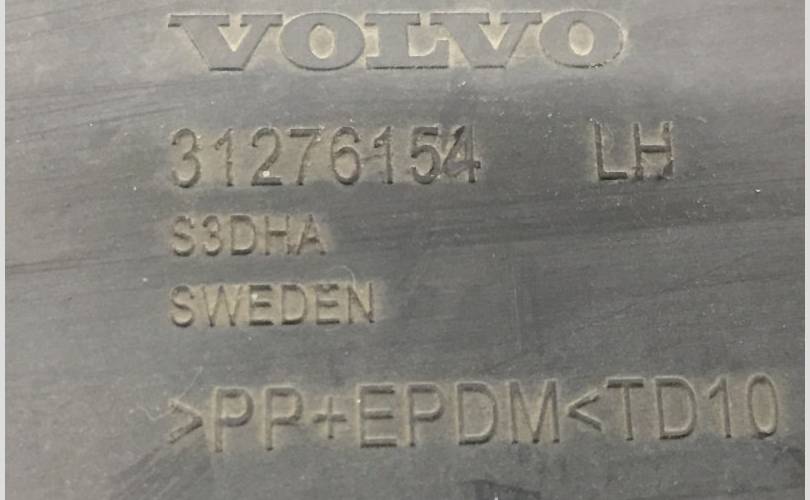 VOLVO
31276154 LH
S3DHA
SWEDEN
>PP+EPDM<TD10